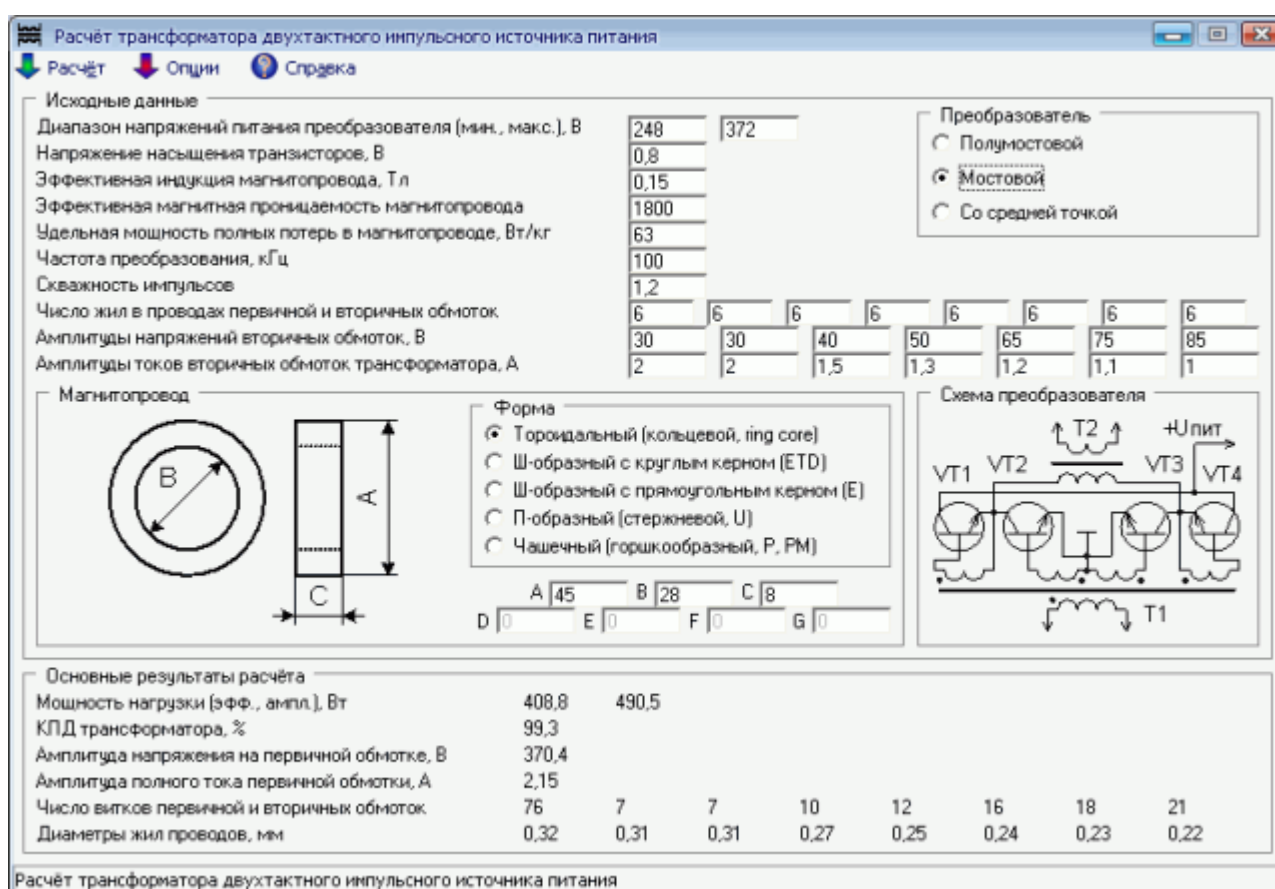 Расчёт трансформатора двухтактного импульсного источника питания
Расчёт Опции Справка
Исходные данные
Диапазон напряжений питания преобразователя (мин., макс.), В 248 372
Напряжение насыщения транзисторов, В 0,8
Эффективная индукция магнитопровода, Тл 0,15
Эффективная магнитная проницаемость магнитопровода 1800
Удельная мощность полных потерь в магнитопроводе, Вт/кг 63
Частота преобразования, кГц 100
Скважность импульсов 1,2
Число жил в проводах первичной и вторичных обмоток 6 6 6 6 6 6 6 6
Амплитуды напряжений вторичных обмоток, В 30 30 40 50 65 75 85
Амплитуды токов вторичных обмоток трансформатора, А 2 2 1,5 1,3 1,2 1,1 1
Преобразователь
Полумостовой
Мостовой
Со средней точкой
Магнитопровод
B
A
C
Форма
Тороидальный (кольцевой, ring core)
Ш-образный с круглым керном (ETD)
Ш-образный с прямоугольным керном (E)
П-образный (стержневой, U)
Чашечный (горшкообразный, P, PM)
A 45 B 28 C 8
D 0 E 0 F 0 G 0
Схема преобразователя
T2 +Uпит
VT1 VT2 VT3 VT4
T1
Основные результаты расчёта
Мощность нагрузки (эфф., ампл.), Вт 408,8 490,5
КПД трансформатора, % 99,3
Амплитуда напряжения на первичной обмотке, В 370,4
Амплитуда полного тока первичной обмотки, А 2,15
Число витков первичной и вторичных обмоток 76 7 7 10 12 16 18 21
Диаметры жил проводов, мм 0,32 0,31 0,31 0,27 0,25 0,24 0,23 0,22
Расчёт трансформатора двухтактного импульсного источника питания